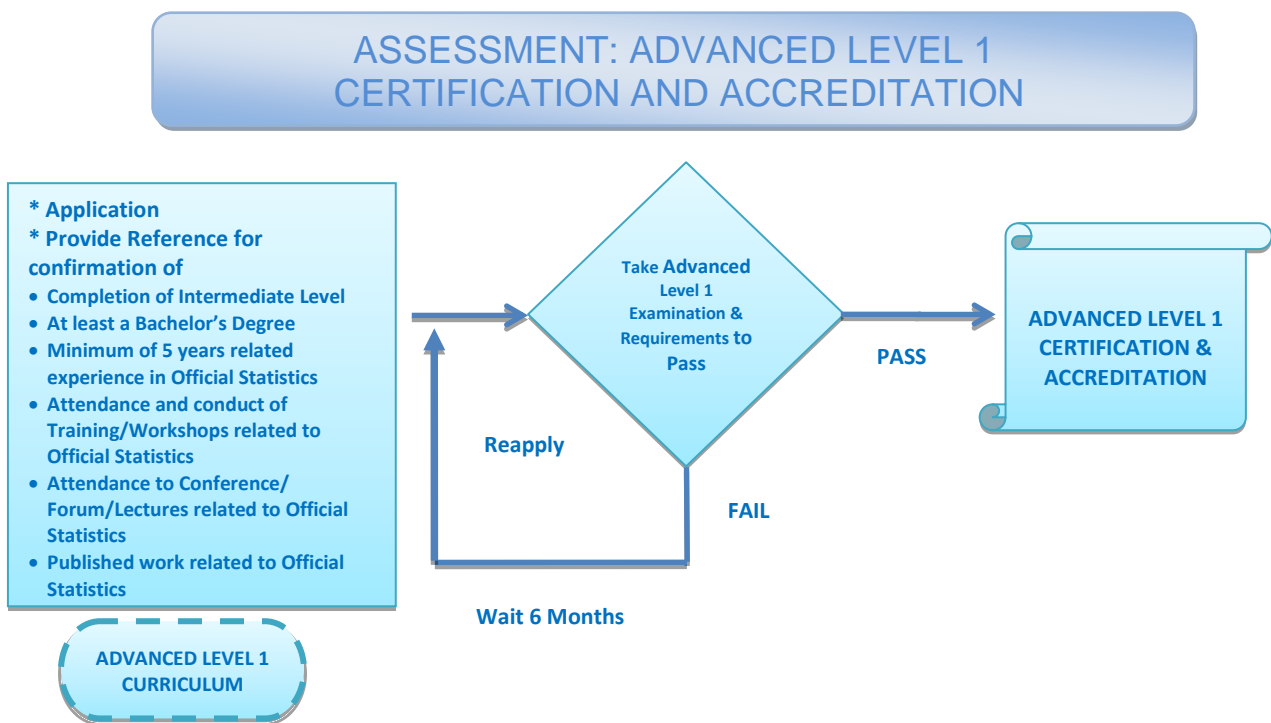 ASSESSMENT: ADVANCED LEVEL 1
CERTIFICATION AND ACCREDITATION
* Application
* Provide Reference for
confirmation of
• Completion of Intermediate Level
• At least a Bachelor’s Degree
• Minimum of 5 years related
experience in Official Statistics
• Attendance and conduct of
Training/Workshops related to
Official Statistics
• Attendance to Conference/
Forum/Lectures related to Official
Statistics
• Published work related to Official
Statistics
ADVANCED LEVEL 1
CURRICULUM
Take Advanced
Level 1
Examination &
Requirements to
Pass
Reapply
FAIL
Wait 6 Months
PASS
ADVANCED LEVEL 1
CERTIFICATION &
ACCREDITATION